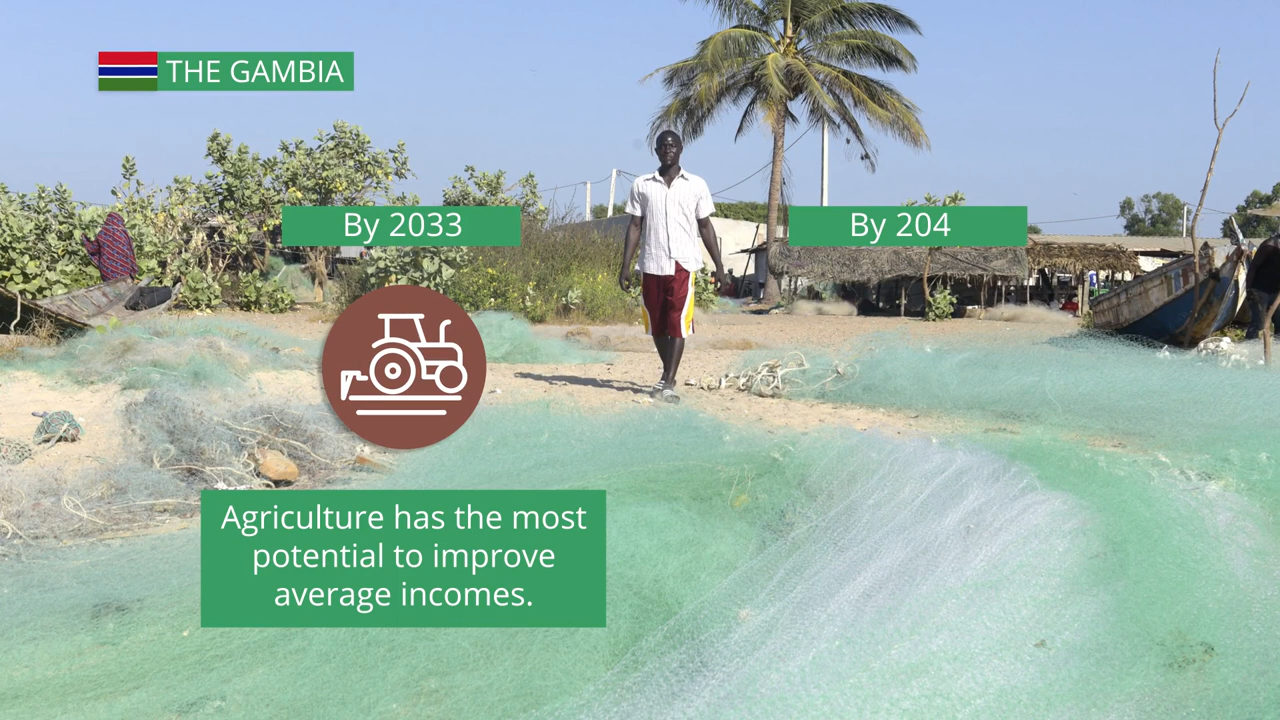 THE GAMBIA
By 2033
By 204
Agriculture has the most
potential to improve
average incomes.